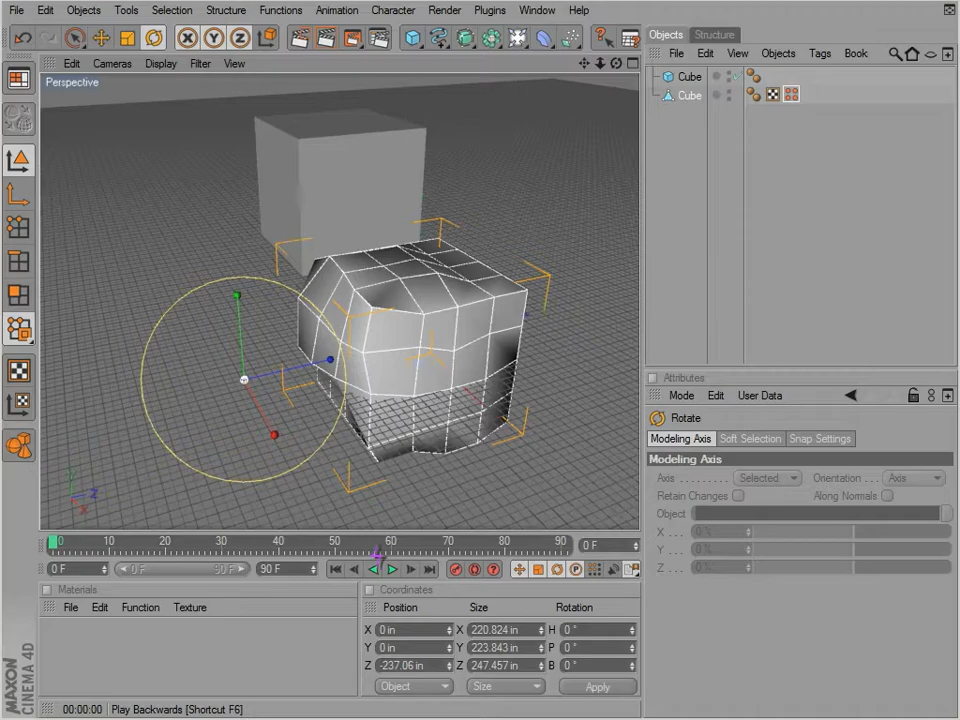 File Edit Objects Tools Selection Structure Functions Animation Character Render Plugins Window Help
X Y Z
Objects Structure
File Edit View Objects Tags Book
Edit Cameras Display Filter View
Perspective
Cube
Cube
Attributes
Mode Edit User Data
Rotate
Modeling Axis Soft Selection Snap Settings
Modeling Axis
Axis Selected Orientation Axis
Retain Changes Along Normals
Object
X 0 %
Y 0 %
Z 0 %
Y Z X
0 10 20 30 40 50 60 70 80 90 0 F
0 F 0 F 90 F 90 F
Materials
File Edit Function Texture
Coordinates
Position Size Rotation
X 0 in X 220.824 in H 0 °
Y 0 in Y 223.843 in P 0 °
Z -237.06 in Z 247.457 in B 0 °
Object Size Apply
MAXON CINEMA 4D
00:00:00 Play Backwards [Shortcut F6]